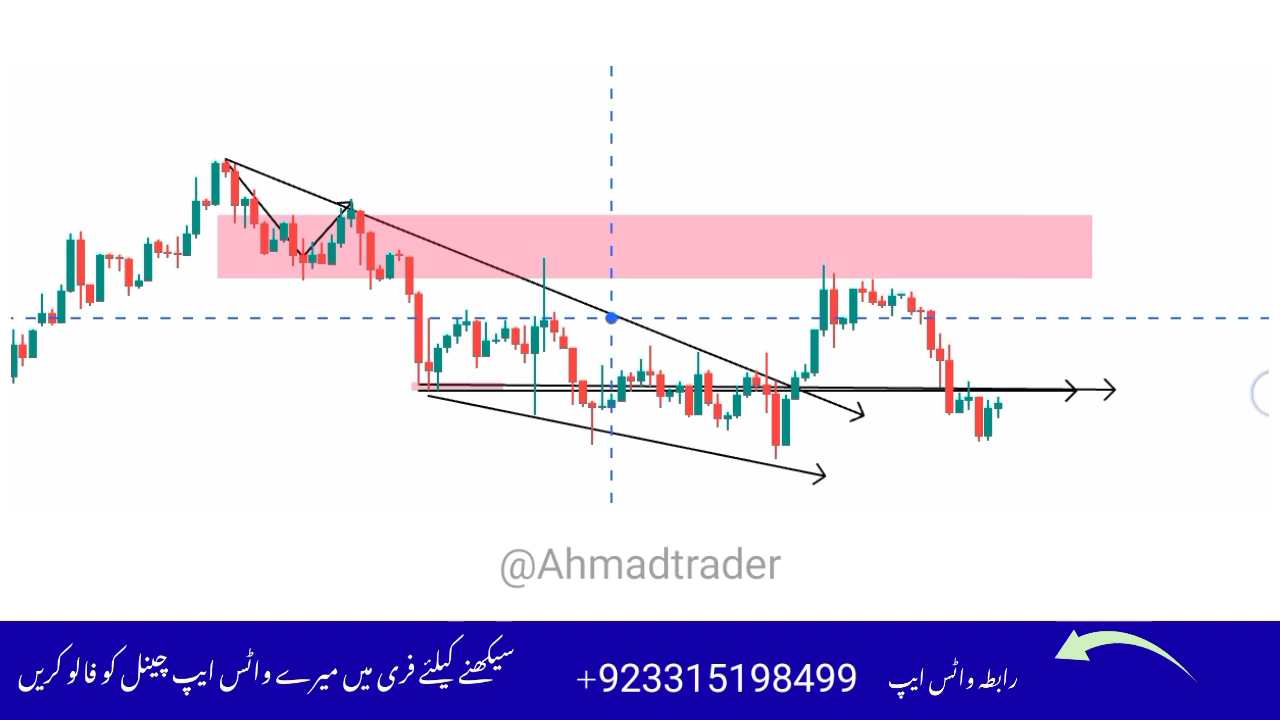 @Ahmadtrader
سیکھنے کیلئے فری میں میرے واٹس ایپ چینل کو فالو کریں
+923315198499
رابطہ واٹس ایپ